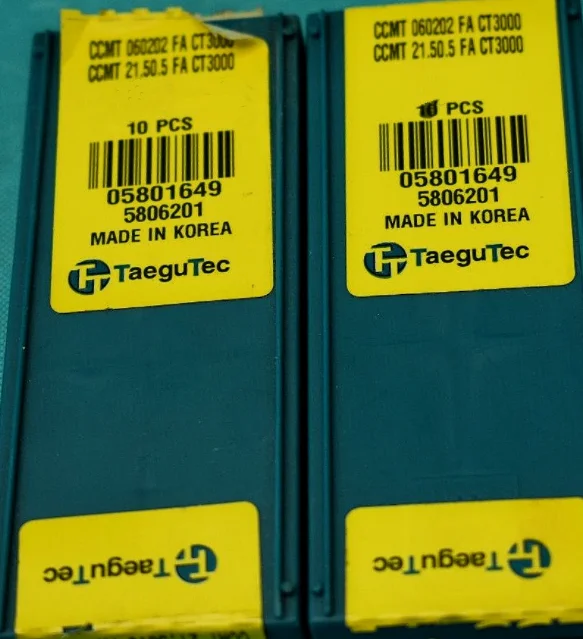 CCMT 060202 FA CT3000
CCMT 21.50.5 FA CT3000
10 PCS
05801649
5806201
MADE IN KOREA
TaeguTec
TaeguTec
CCMT 060202 FA CT3000
CCMT 21.50.5 FA CT3000
10 PCS
05801649
5806201
MADE IN KOREA
TaeguTec
TaeguTec